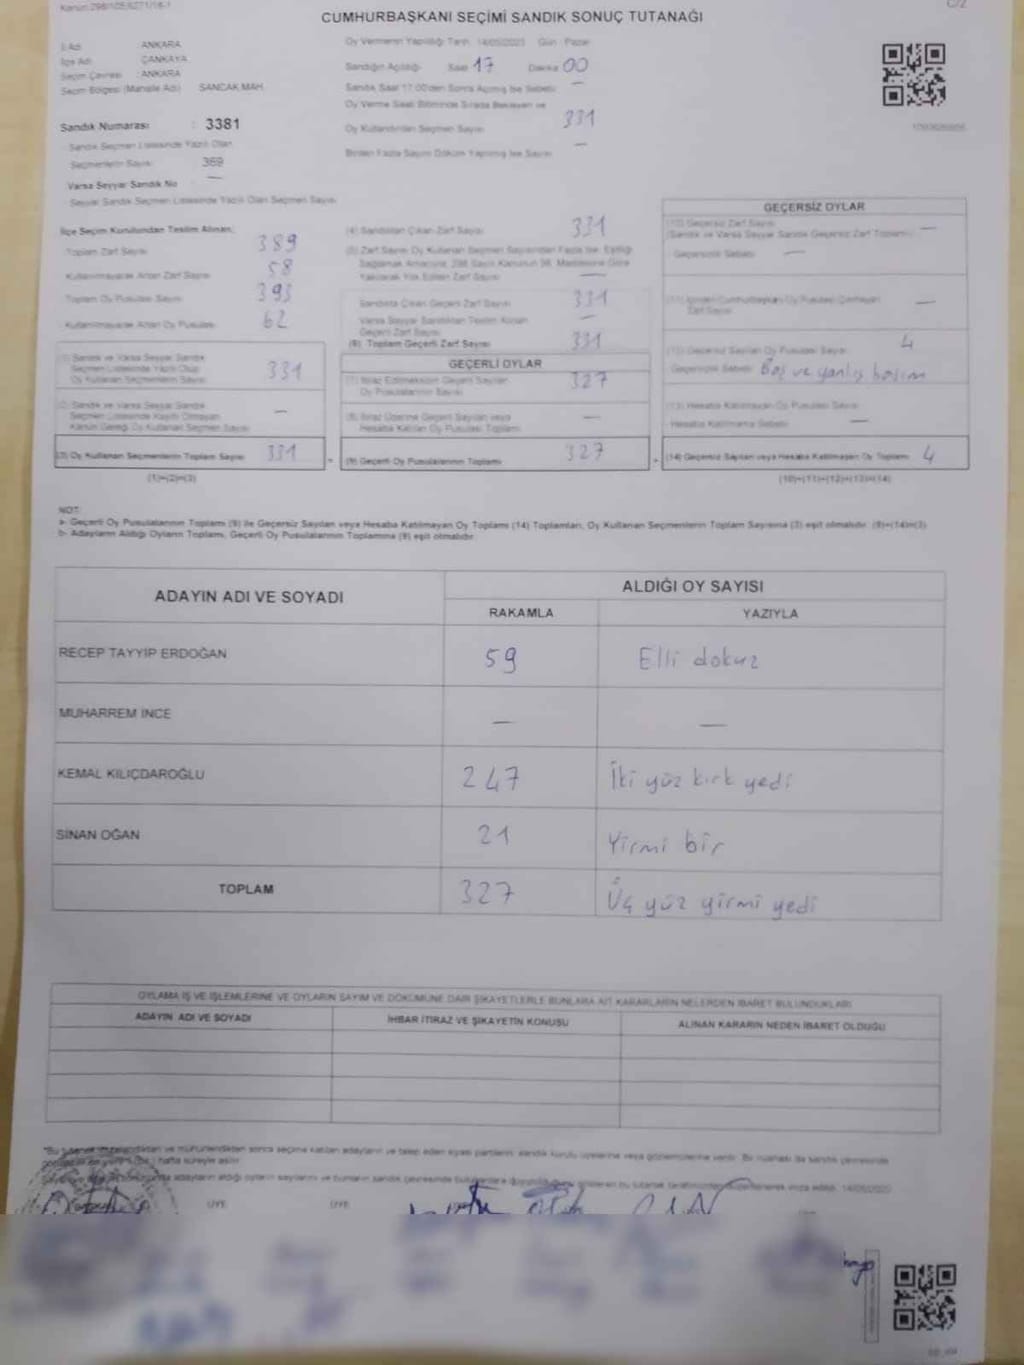 Kanun:298/105,6271/16-1
C/2
CUMHURBAŞKANI SEÇİMİ SANDIK SONUÇ TUTANAĞI
İl Adı : ANKARA
İlçe Adı : ÇANKAYA
Seçim Çevresi : ANKARA
Seçim Bölgesi (Mahalle Adı) SANCAK MAH.
Sandık Numarası : 3381
Sandık Seçmen Listesinde Yazılı Olan
Seçmenlerin Sayısı 369
Varsa Seyyar Sandık No —
Seyyar Sandık Seçmen Listesinde Yazılı Olan Seçmen Sayısı
Oy Vermenin Yapıldığı Tarih : 14/05/2023 Gün : Pazar
Sandığın Açıldığı Saat 17 Dakika 00
Sandık Saat 17:00'den Sonra Açılmış İse Sebebi —
Oy Verme Saati Bitiminde Sırada Bekleyen ve
Oy Kullandırılan Seçmen Sayısı 331
Birden Fazla Sayım Döküm Yapılmış İse Sayısı —
İlçe Seçim Kurulundan Teslim Alınan;
Toplam Zarf Sayısı 389
Kullanılmayarak Artan Zarf Sayısı 58
Toplam Oy Pusulası Sayısı 393
Kullanılmayarak Artan Oy Pusulası 62
(1) Sandık ve Varsa Seyyar Sandık
Seçmen Listesinde Yazılı Olup
Oy Kullanan Seçmenlerin Sayısı 331
(2) Sandık ve Varsa Seyyar Sandık
Seçmen Listesinde Kayıtlı Olmayan
Kanun Gereği Oy Kullanan Seçmen Sayısı —
(3) Oy Kullanan Seçmenlerin Toplam Sayısı 331
(1)+(2)=(3)
(4) Sandıktan Çıkan Zarf Sayısı 331
(5) Zarf Sayısı Oy Kullanan Seçmen Sayısından Fazla İse, Eşitliği
Sağlamak Amacıyla, 298 Sayılı Kanunun 98. Maddesine Göre
Yakılarak Yok Edilen Zarf Sayısı —
Sandıkta Çıkan Geçerli Zarf Sayısı 331
Varsa Seyyar Sandıktan Teslim Alınan
Geçerli Zarf Sayısı —
(6) Toplam Geçerli Zarf Sayısı 331
GEÇERLİ OYLAR
(7) İtiraz Edilmeksizin Geçerli Sayılan
Oy Pusulalarının Sayısı 327
(8) İtiraz Üzerine Geçerli Sayılan veya
Hesaba Katılan Oy Pusulası Toplamı —
(9) Geçerli Oy Pusulalarının Toplamı 327
GEÇERSİZ OYLAR
(10) Geçersiz Zarf Sayısı
(Sandık ve Varsa Seyyar Sandık Geçersiz Zarf Toplamı) —
Geçersizlik Sebebi —
Zarf Sayısı —
(12) Geçersiz Sayılan Oy Pusulası Sayısı 4
Geçersizlik Sebebi Boş ve yanlış basım
(13) Hesaba Katılmayan Oy Pusulası Sayısı
Hesaba Katılmama Sebebi —
(14) Geçersiz Sayılan veya Hesaba Katılmayan Oy Toplamı 4
(10)+(11)+(12)+(13)=(14)
NOT:
a- Geçerli Oy Pusulalarının Toplamı (9) ile Geçersiz Sayılan veya Hesaba Katılmayan Oy Toplamı (14) Toplamları, Oy Kullanan Seçmenlerin Toplam Sayısına (3) eşit olmalıdır. (9)+(14)=(3)
b- Adayların Aldığı Oyların Toplamı, Geçerli Oy Pusulalarının Toplamına (9) eşit olmalıdır.
ADAYIN ADI VE SOYADI
ALDIĞI OY SAYISI
RAKAMLA YAZIYLA
RECEP TAYYİP ERDOĞAN 59 Elli dokuz
MUHARREM İNCE — —
KEMAL KILIÇDAROĞLU 247 İki yüz kırk yedi
SİNAN OĞAN 21 Yirmi bir
TOPLAM 327 Üç yüz yirmi yedi
OYLAMA İŞ VE İŞLEMLERİNE VE OYLARIN SAYIM VE DÖKÜMÜNE DAİR ŞİKAYETLERLE BUNLARA AİT KARARLARIN NELERDEN İBARET BULUNDUKLARI
ADAYIN ADI VE SOYADI İHBAR İTİRAZ VE ŞİKAYETİN KONUSU ALINAN KARARIN NEDEN İBARET OLDUĞU
ÜYE ÜYE